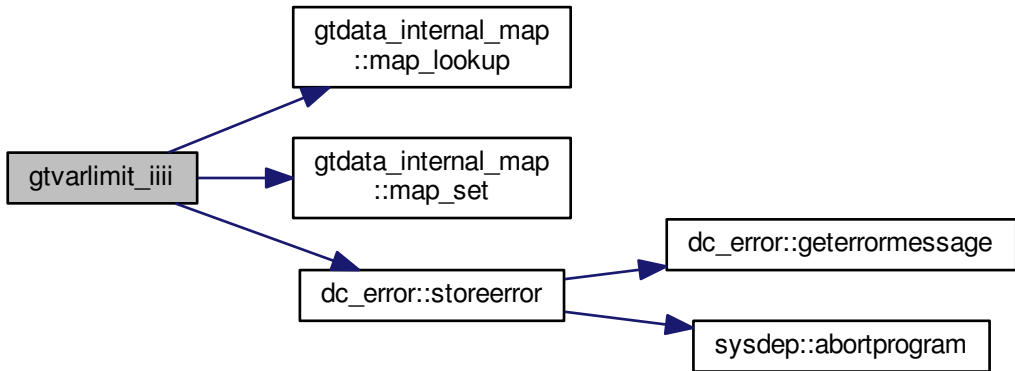 gtvarlimit_iiii
gtdata_internal_map
::map_lookup
gtdata_internal_map
::map_set
dc_error::storeerror
dc_error::geterrormessage
sysdep::abortprogram